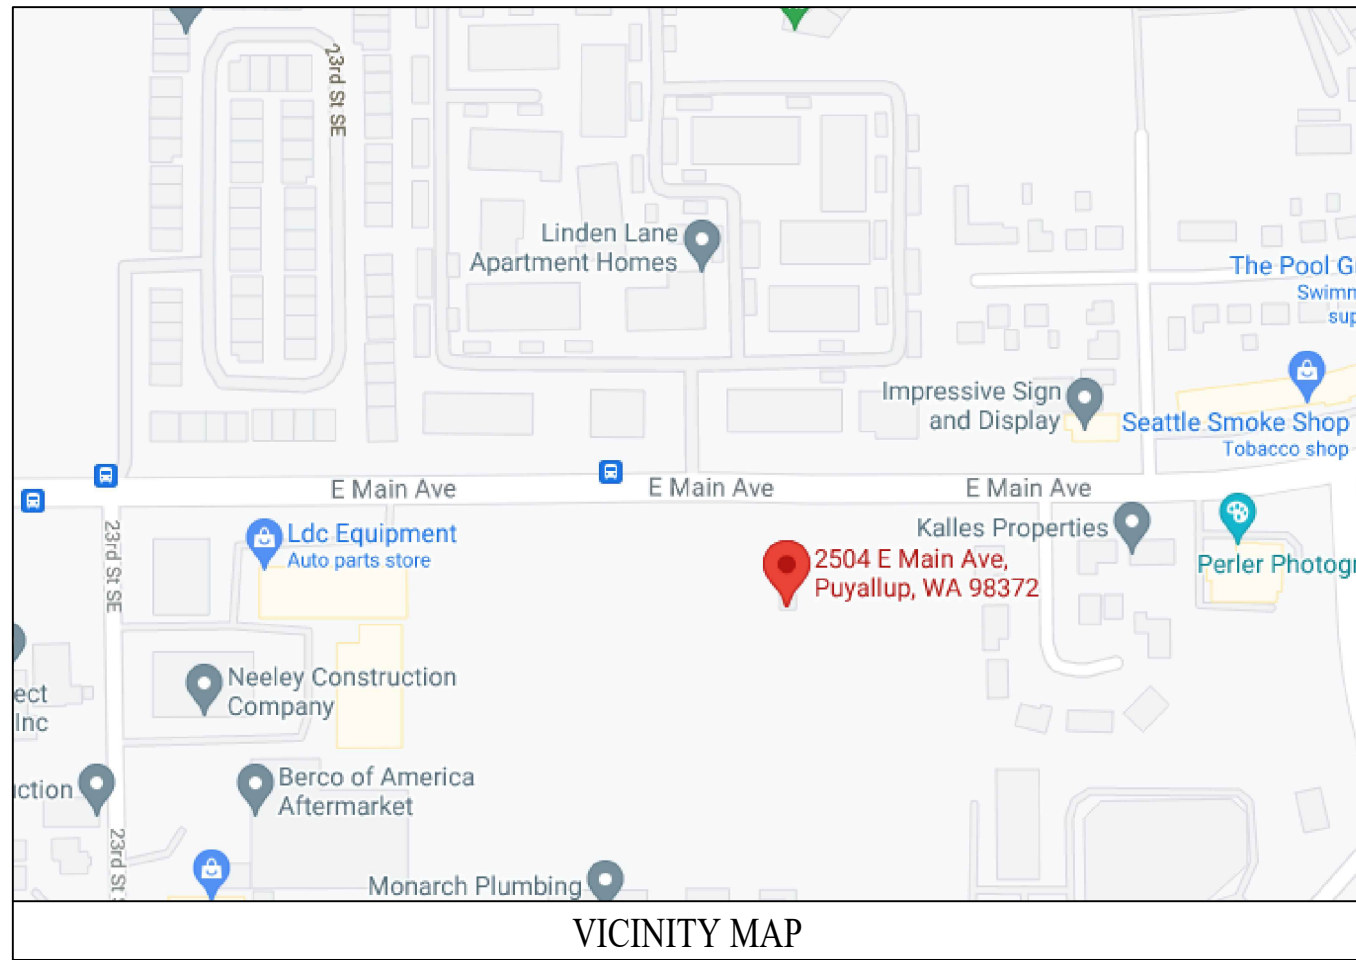 23rd St SE
Linden Lane
Apartment Homes
The Pool G
Swimm
sup
Impressive Sign
and Display
Seattle Smoke Shop
Tobacco shop
E Main Ave
E Main Ave
E Main Ave
23rd St SE
Ldc Equipment
Auto parts store
Kalles Properties
2504 E Main Ave,
Puyallup, WA 98372
Perler Photogr
Neeley Construction
Company
ect
Inc
Berco of America
Aftermarket
ction
23rd St
Monarch Plumbing
VICINITY MAP